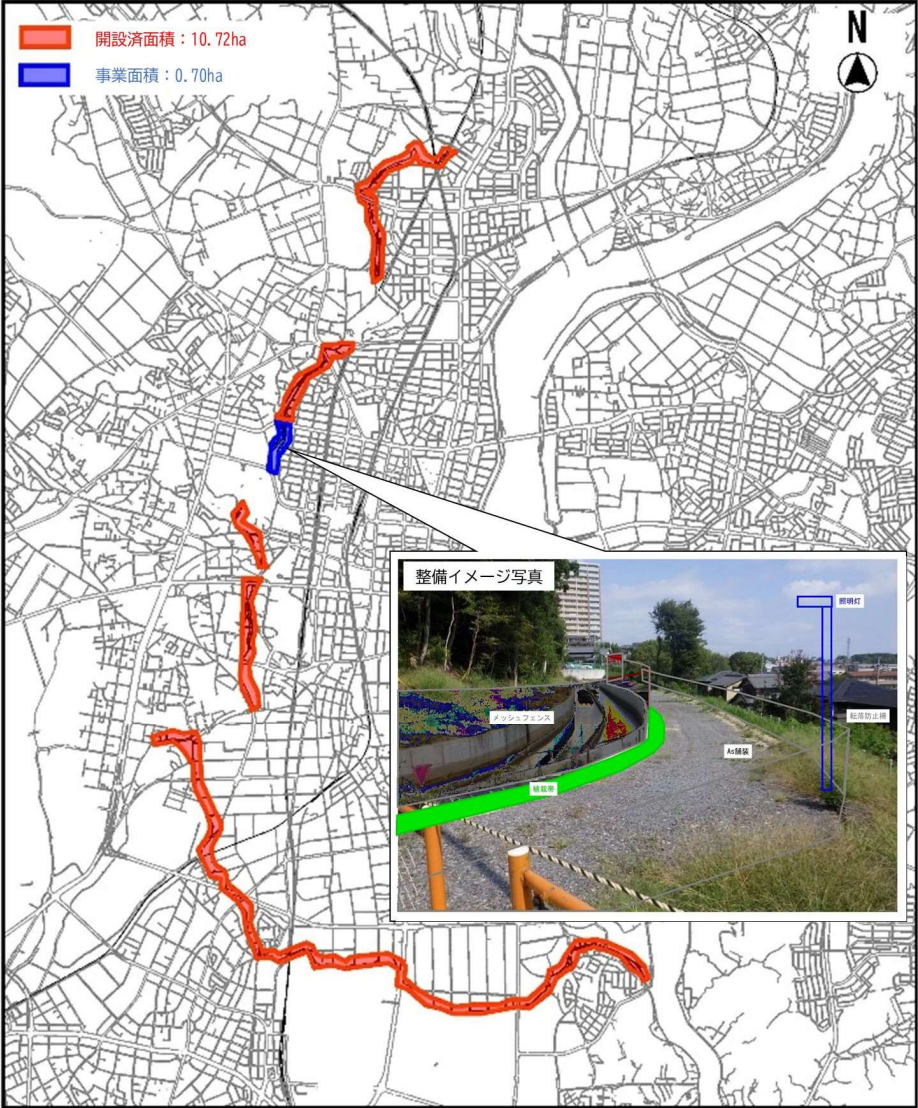 開設済面積：10.72ha
事業面積：0.70ha
N
整備イメージ写真
照明灯
メッシュフェンス
転落防止柵
As舗装
植栽帯